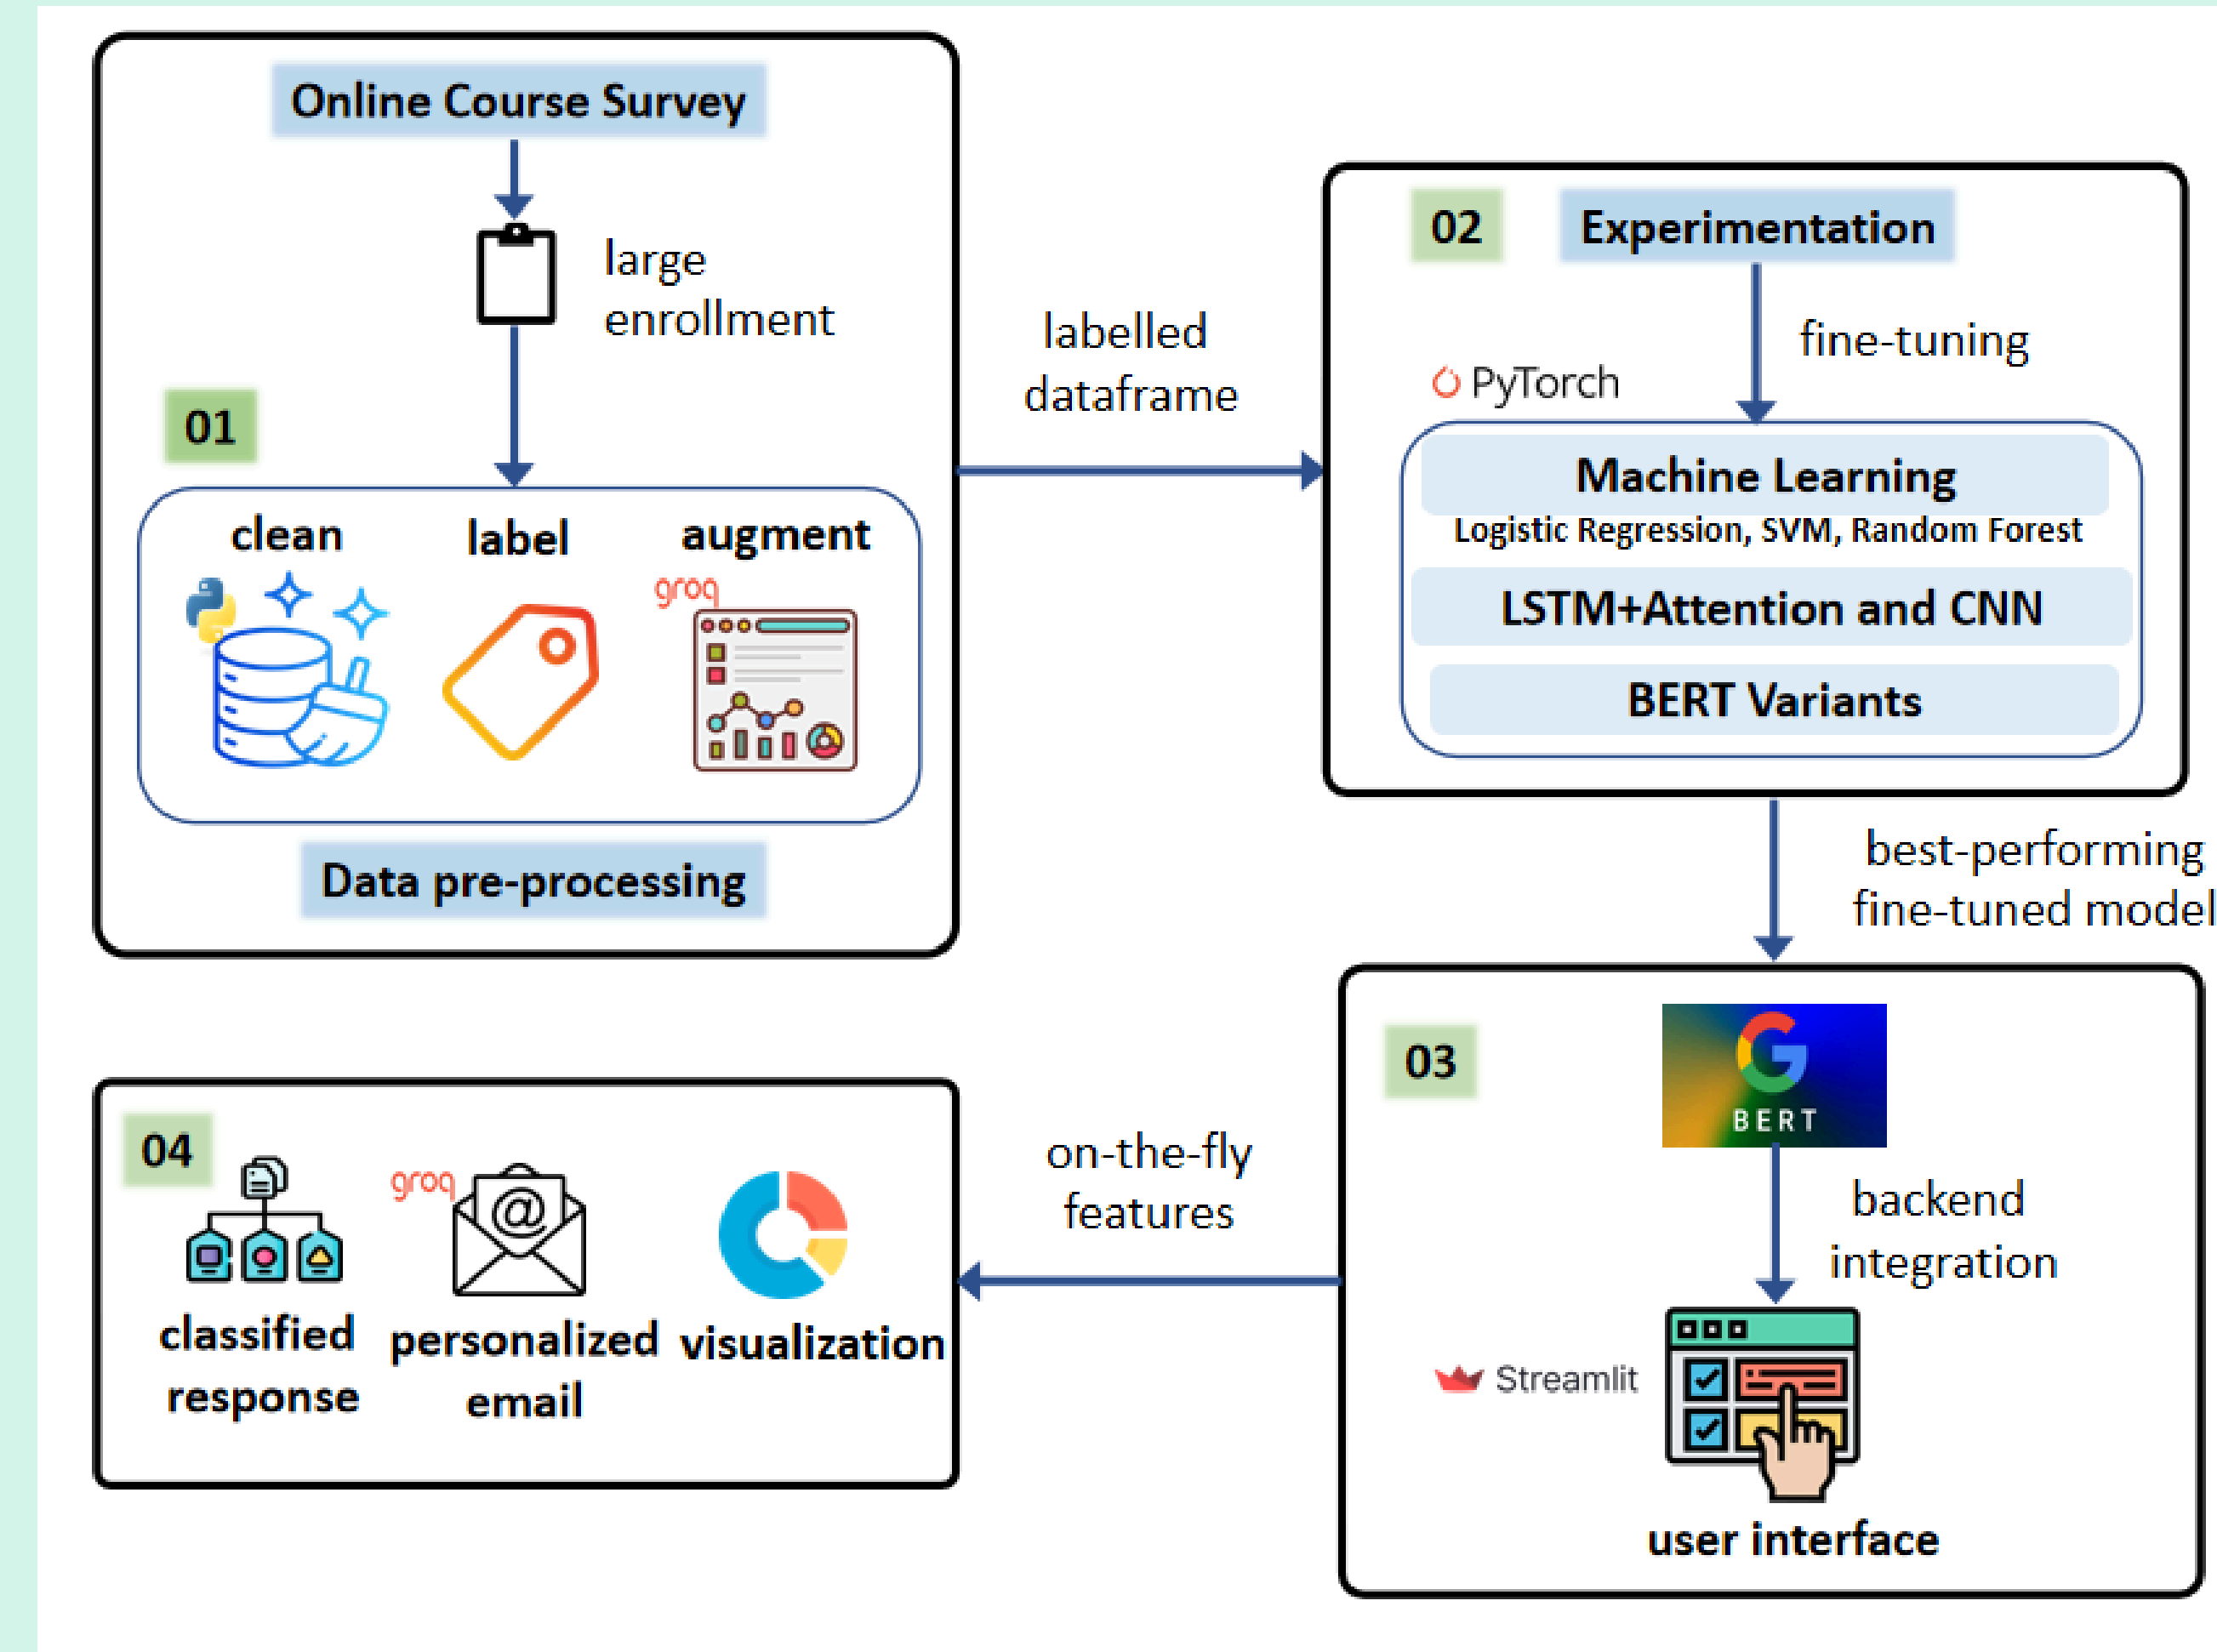 Online Course Survey
large
enrollment
01
clean
label
augment
groq
Data pre-processing
labelled
dataframe
02
Experimentation
fine-tuning
PyTorch
Machine Learning
Logistic Regression, SVM, Random Forest
LSTM+Attention and CNN
BERT Variants
best-performing
fine-tuned model
03
G
BERT
backend
integration
Streamlit
user interface
on-the-fly
features
04
groq
@
classified
response
personalized
email
visualization